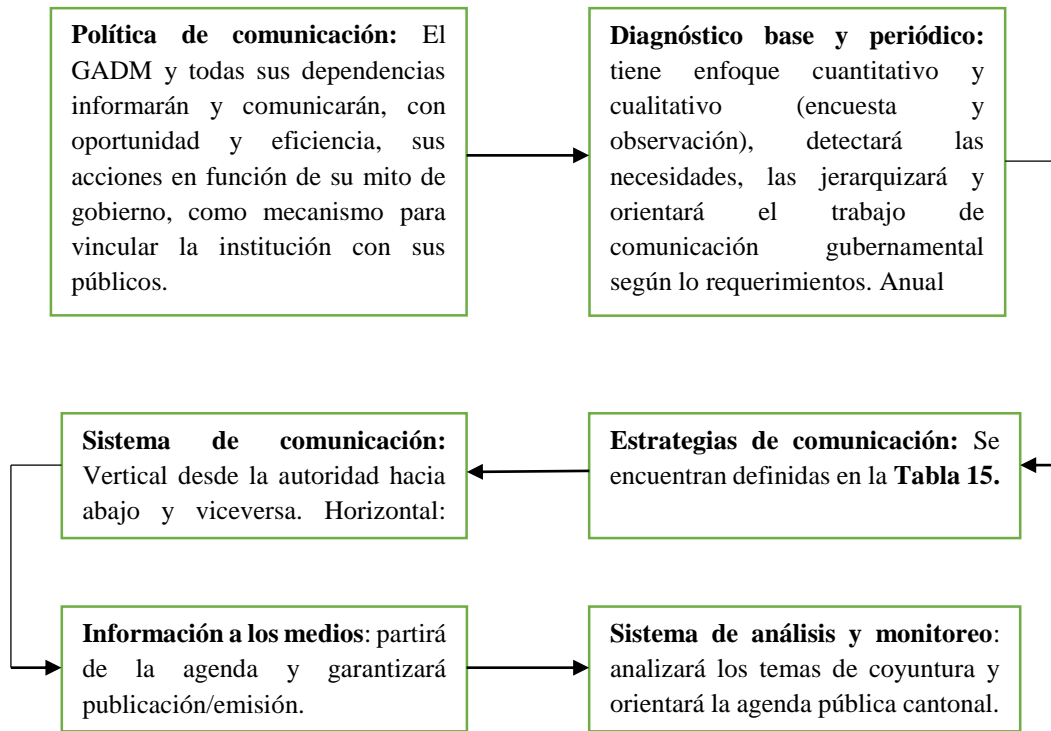 Política de comunicación: El
GADM y todas sus dependencias
informarán y comunicarán, con
oportunidad y eficiencia, sus
acciones en función de su mito de
gobierno, como mecanismo para
vincular la institución con sus
públicos.
Diagnóstico base y periódico:
tiene enfoque cuantitativo y
cualitativo (encuesta y
observación), detectará las
necesidades, las jerarquizará y
orientará el trabajo de
comunicación gubernamental
según lo requerimientos. Anual
Estrategias de comunicación: Se
encuentran definidas en la Tabla 15.
Sistema de comunicación:
Vertical desde la autoridad hacia
abajo y viceversa. Horizontal:
Información a los medios: partirá
de la agenda y garantizará
publicación/emisión.
Sistema de análisis y monitoreo:
analizará los temas de coyuntura y
orientará la agenda pública cantonal.